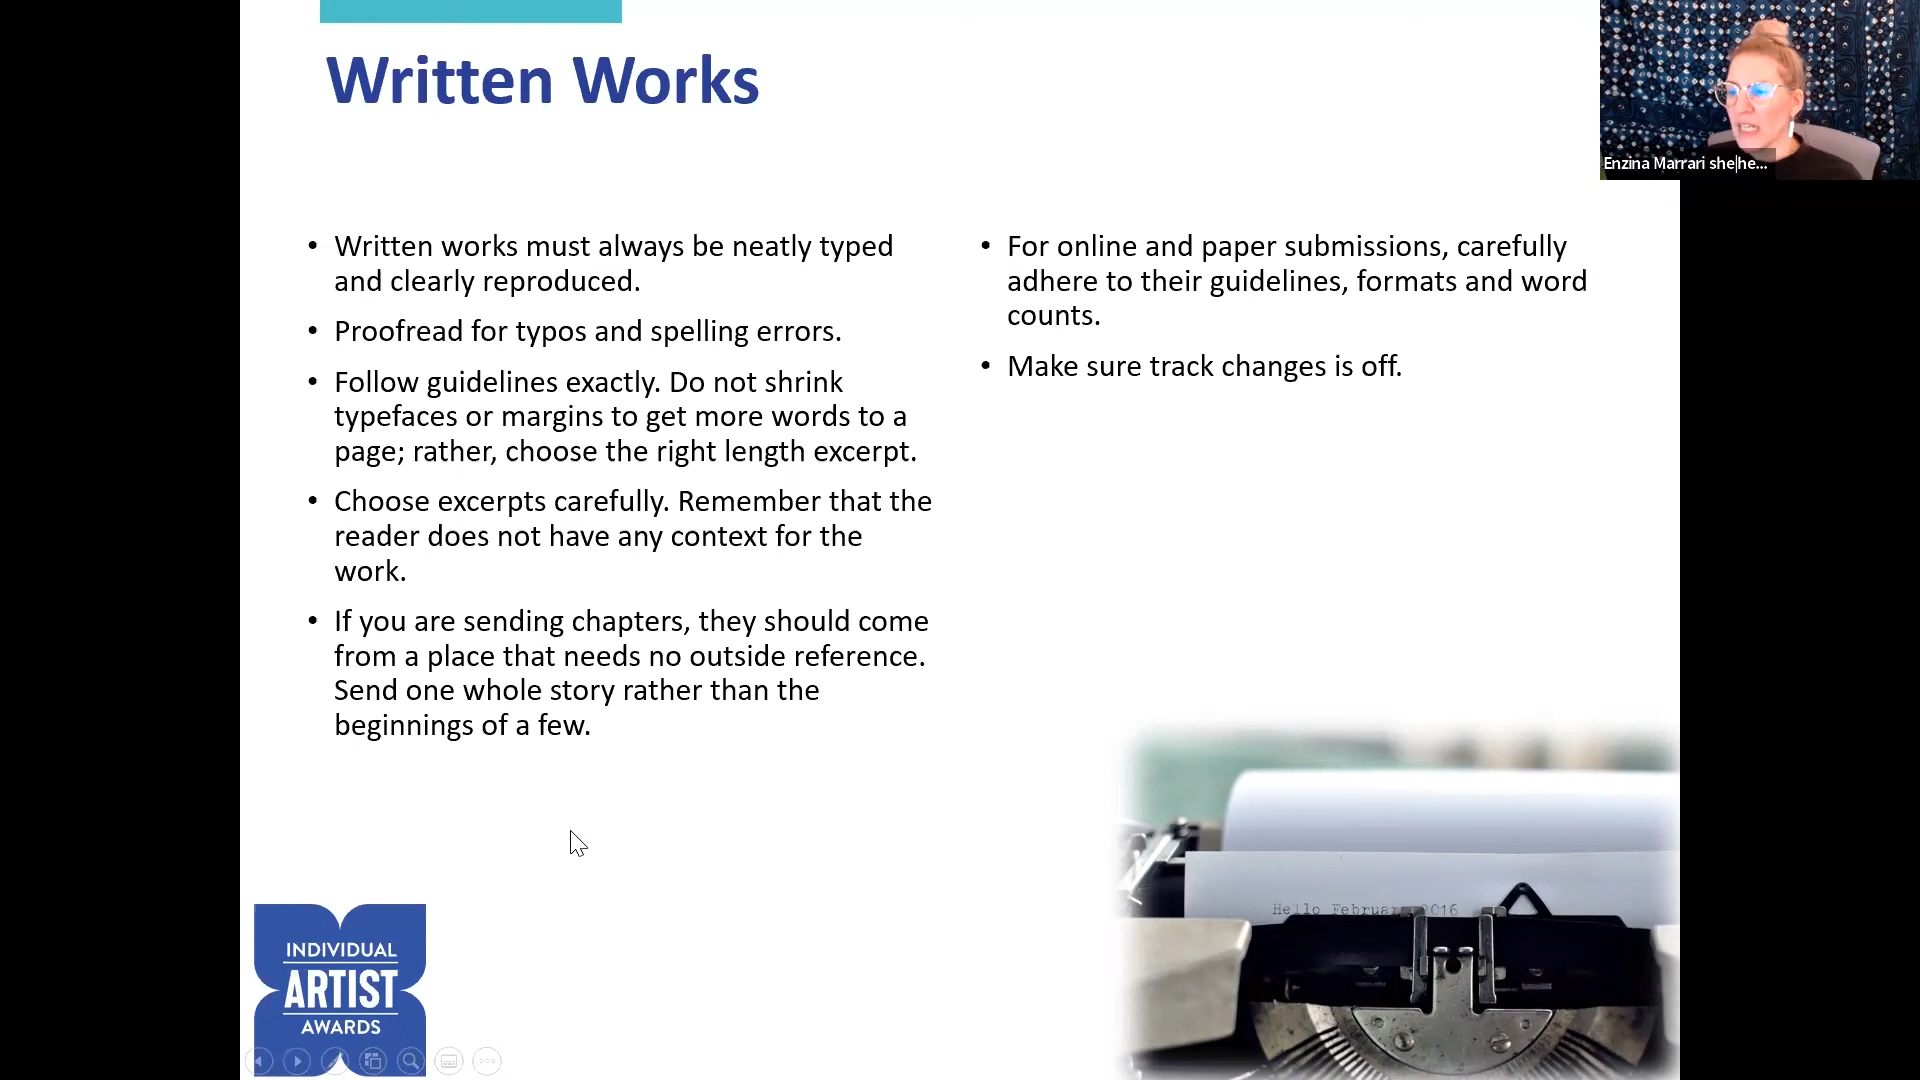 Written Works
Enzina Marrari she|he...
• Written works must always be neatly typed
and clearly reproduced.
• Proofread for typos and spelling errors.
• Follow guidelines exactly. Do not shrink
typefaces or margins to get more words to a
page; rather, choose the right length excerpt.
• Choose excerpts carefully. Remember that the
reader does not have any context for the
work.
• If you are sending chapters, they should come
from a place that needs no outside reference.
Send one whole story rather than the
beginnings of a few.
• For online and paper submissions, carefully
adhere to their guidelines, formats and word
counts.
• Make sure track changes is off.
Hello February 2016
INDIVIDUAL
ARTIST
AWARDS